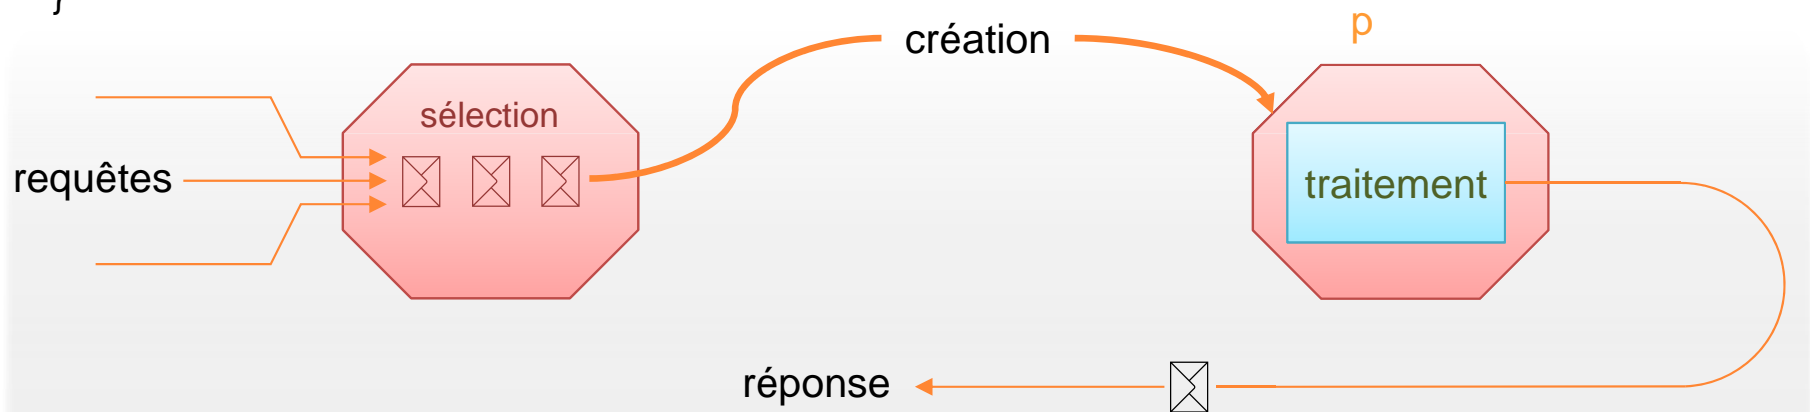 }
création
p
sélection
requêtes
traitement
réponse